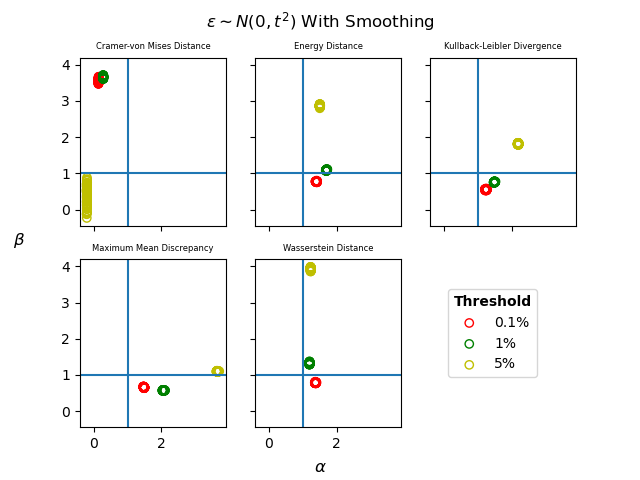 ε ~ N(0, t²) With Smoothing
Cramer-von Mises Distance
Energy Distance
Kullback-Leibler Divergence
4
3
2
1
0
β
Maximum Mean Discrepancy
Wasserstein Distance
4
3
2
1
0
0 2
0 2
Threshold
0.1%
1%
5%
α